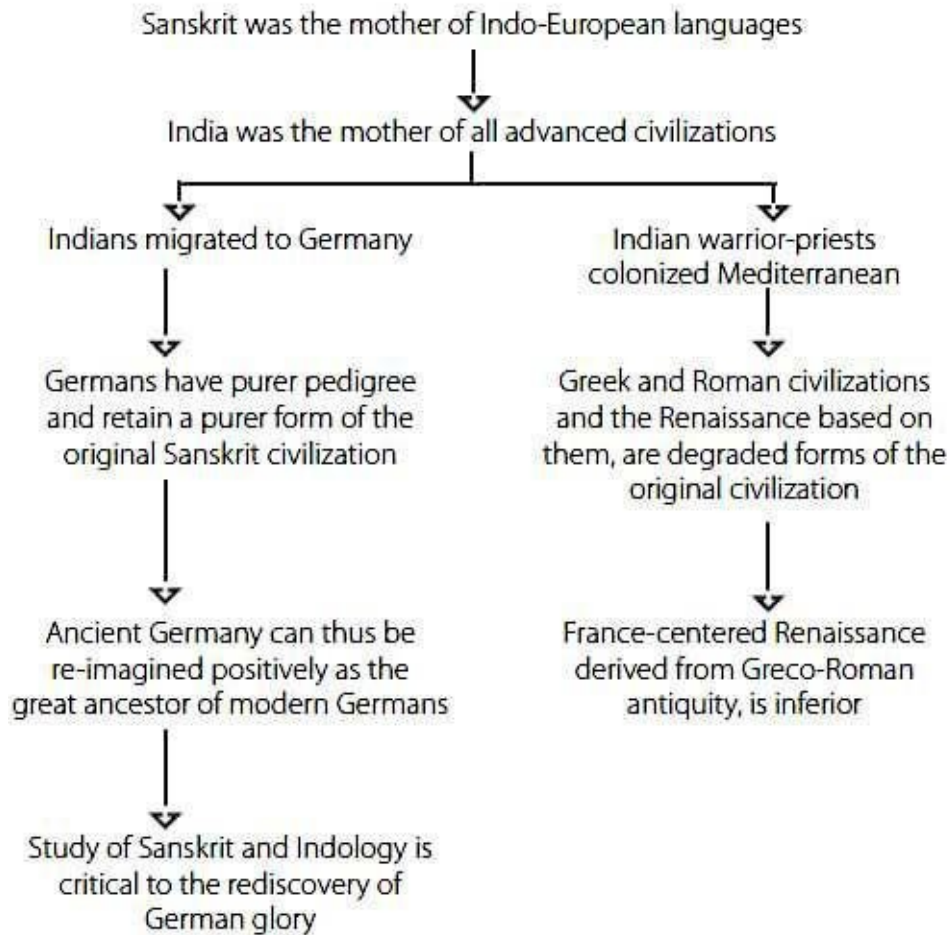 Sanskrit was the mother of Indo-European languages
India was the mother of all advanced civilizations
Indians migrated to Germany
Indian warrior-priests
colonized Mediterranean
Germans have purer pedigree
and retain a purer form of the
original Sanskrit civilization
Greek and Roman civilizations
and the Renaissance based on
them, are degraded forms of the
original civilization
Ancient Germany can thus be
re-imagined positively as the
great ancestor of modern Germans
France-centered Renaissance
derived from Greco-Roman
antiquity, is inferior
Study of Sanskrit and Indology is
critical to the rediscovery of
German glory